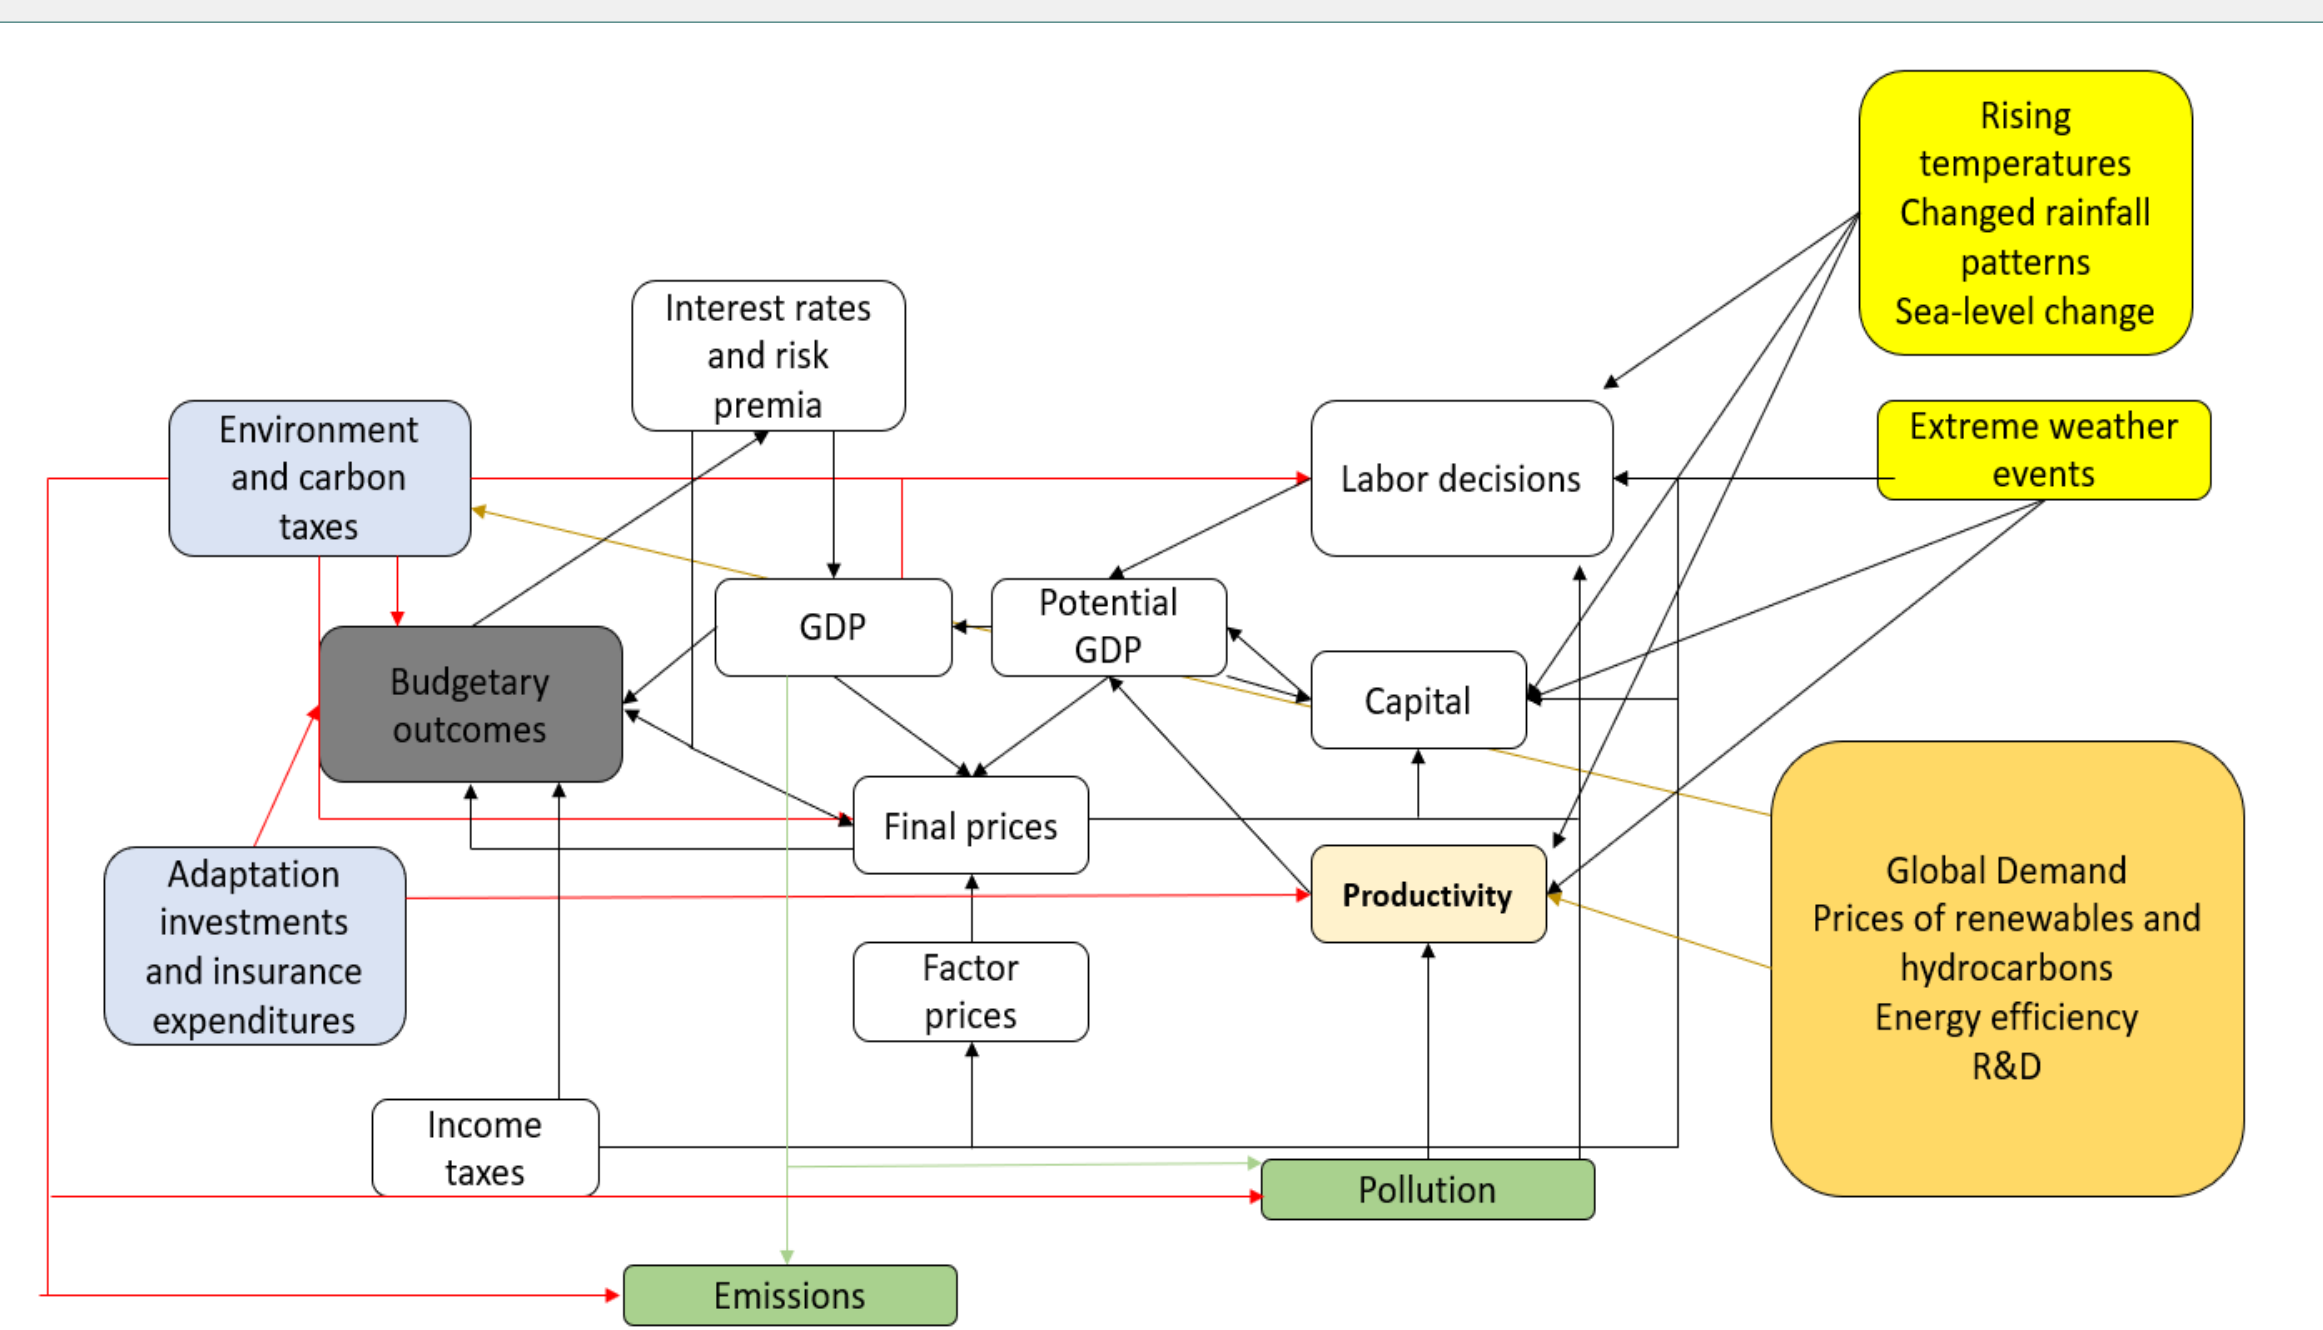 Rising
temperatures
Changed rainfall
patterns
Sea-level change
Interest rates
and risk
premia
Environment
and carbon
taxes
Labor decisions
Extreme weather
events
GDP
Potential
GDP
Budgetary
outcomes
Capital
Final prices
Productivity
Adaptation
investments
and insurance
expenditures
Factor
prices
Global Demand
Prices of renewables and
hydrocarbons
Energy efficiency
R&D
Income
taxes
Pollution
Emissions